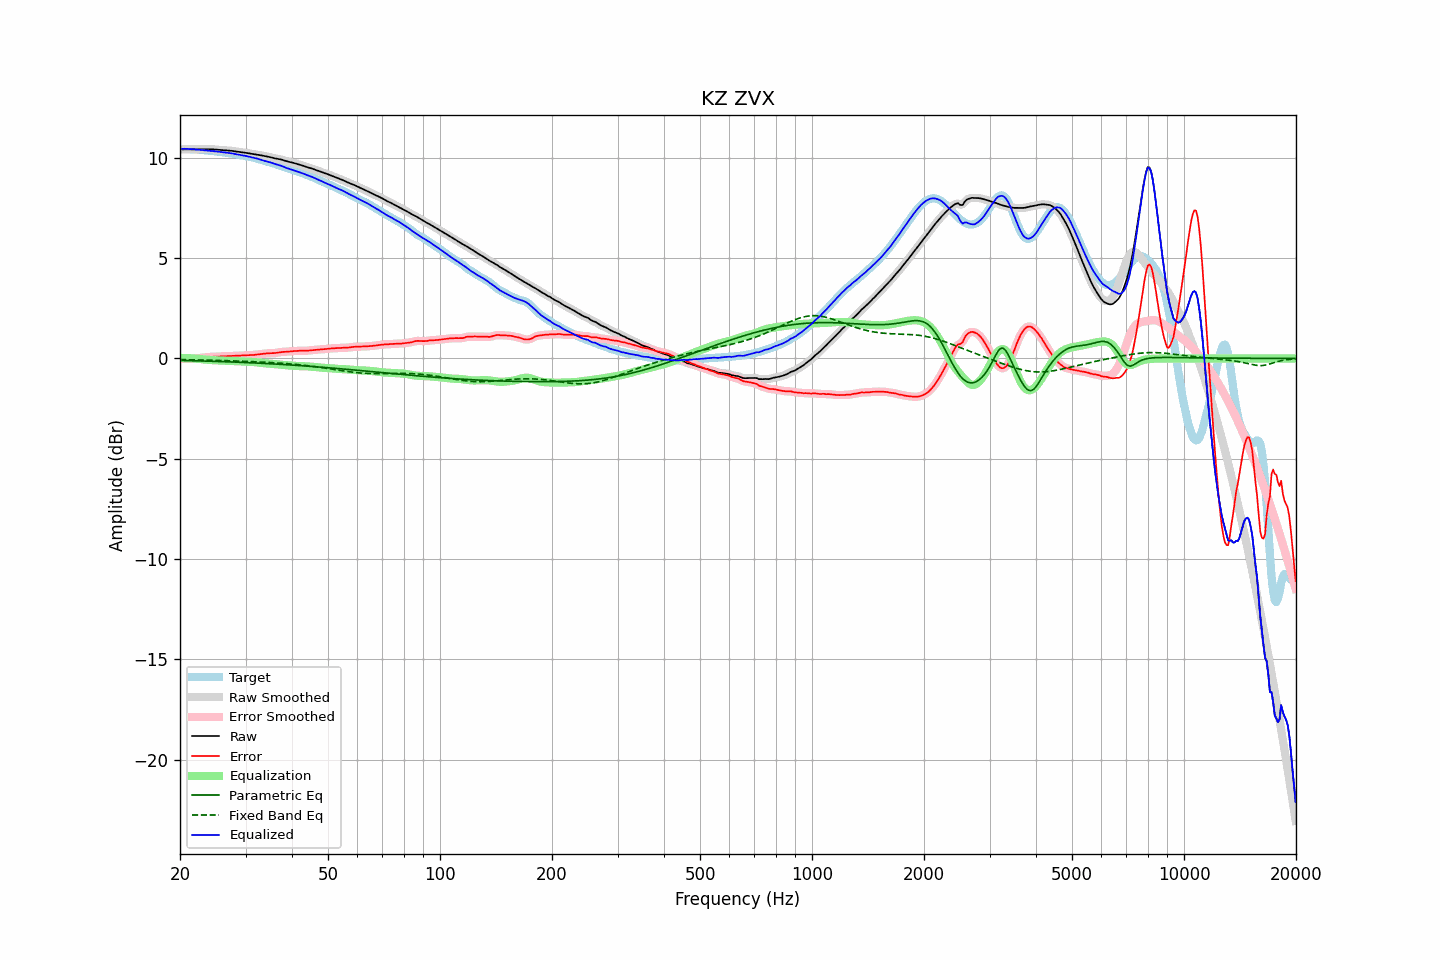 KZ ZVX
10
5
0
−5
−10
−15
−20
Amplitude (dBr)
Target
Raw Smoothed
Error Smoothed
Raw
Error
Equalization
Parametric Eq
Fixed Band Eq
Equalized
20 50 100 200 500 1000 2000 5000 10000 20000
Frequency (Hz)